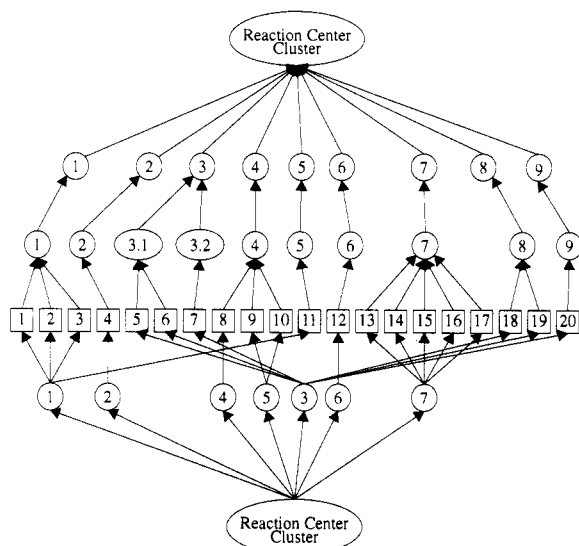 Reaction Center
Cluster
1 2 3 4 5 6 7 8 9
1 2 3.1 3.2 4 5 6 7 8 9
1 2 3 4 5 6 7 8 9 10 11 12 13 14 15 16 17 18 19 20
1 2 4 5 3 6 7
Reaction Center
Cluster